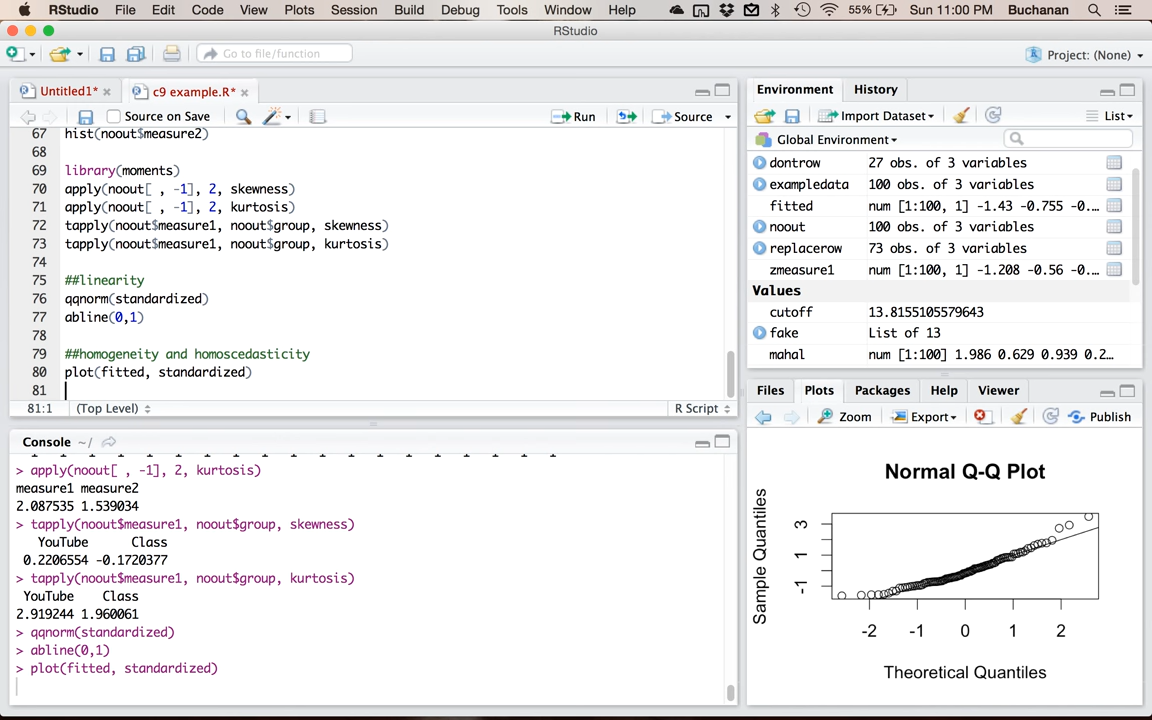 RStudio File Edit Code View Plots Session Build Debug Tools Window Help 55% Sun 11:00 PM Buchanan
RStudio
Go to file/function
Project: (None)
Untitled1*
c9 example.R*
Source on Save
Run
Source
67 hist(noout$measure2)
68
69 library(moments)
70 apply(noout[ , -1], 2, skewness)
71 apply(noout[ , -1], 2, kurtosis)
72 tapply(noout$measure1, noout$group, skewness)
73 tapply(noout$measure1, noout$group, kurtosis)
74
75 ##linearity
76 qqnorm(standardized)
77 abline(0,1)
78
79 ##homogeneity and homoscedasticity
80 plot(fitted, standardized)
81
81:1 (Top Level) R Script
Console ~/
> apply(noout[ , -1], 2, kurtosis)
measure1 measure2
2.087535 1.539034
> tapply(noout$measure1, noout$group, skewness)
YouTube Class
0.2206554 -0.1720377
> tapply(noout$measure1, noout$group, kurtosis)
YouTube Class
2.919244 1.960061
> qqnorm(standardized)
> abline(0,1)
> plot(fitted, standardized)
Environment History
Import Dataset
List
Global Environment
dontrow 27 obs. of 3 variables
exampledata 100 obs. of 3 variables
fitted num [1:100, 1] -1.43 -0.755 -0...
noout 100 obs. of 3 variables
replacerow 73 obs. of 3 variables
zmeasure1 num [1:100, 1] -1.208 -0.56 -0...
Values
cutoff 13.8155105579643
fake List of 13
mahal num [1:100] 1.986 0.629 0.939 0.2...
Files Plots Packages Help Viewer
Zoom Export Publish
Normal Q-Q Plot
Sample Quantiles
3
1
-1
-2 -1 0 1 2
Theoretical Quantiles